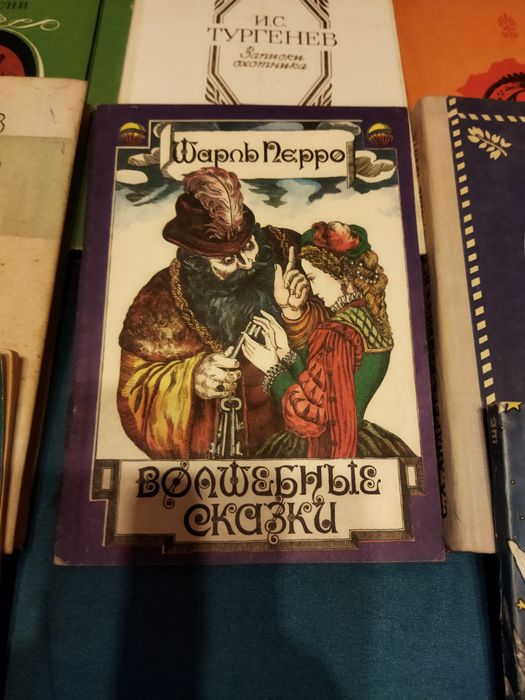 И.С.
ТУРГЕНЕВ
Записки
охотника
Шарль Перро
ВОЛШЕБНЫЕ
СКАЗКИ